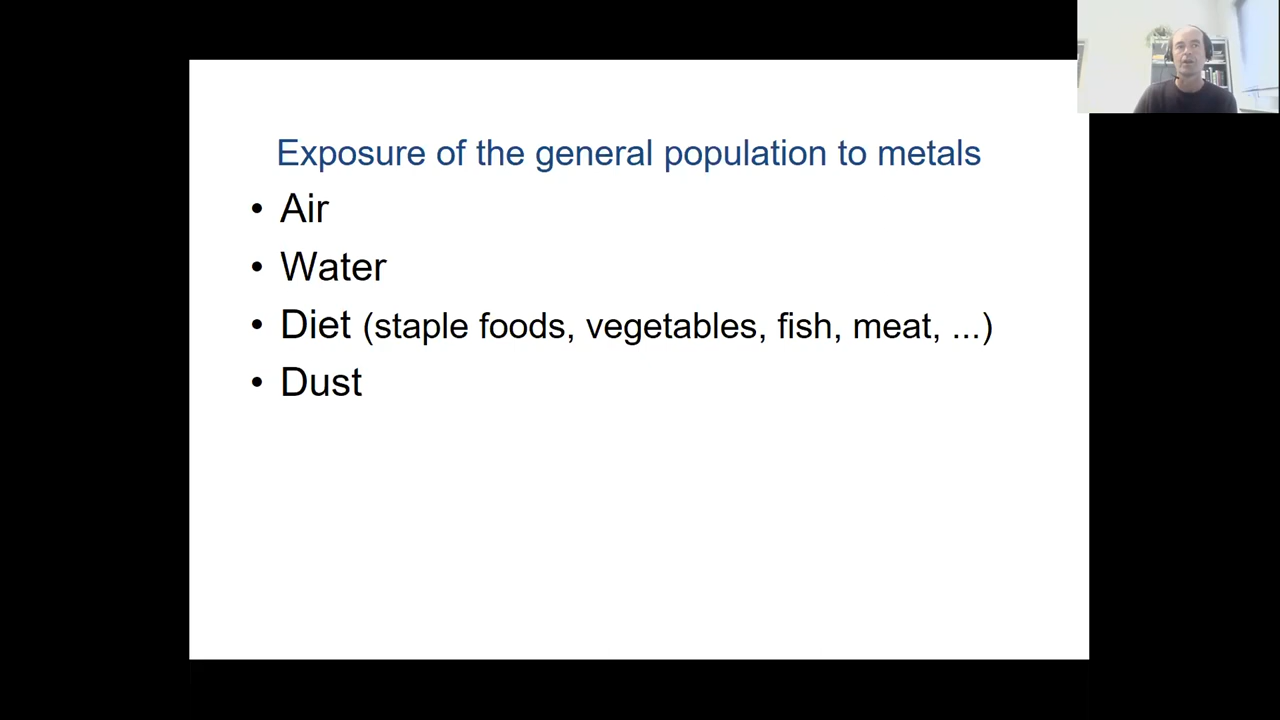 Exposure of the general population to metals
• Air
• Water
• Diet (staple foods, vegetables, fish, meat, ...)
• Dust